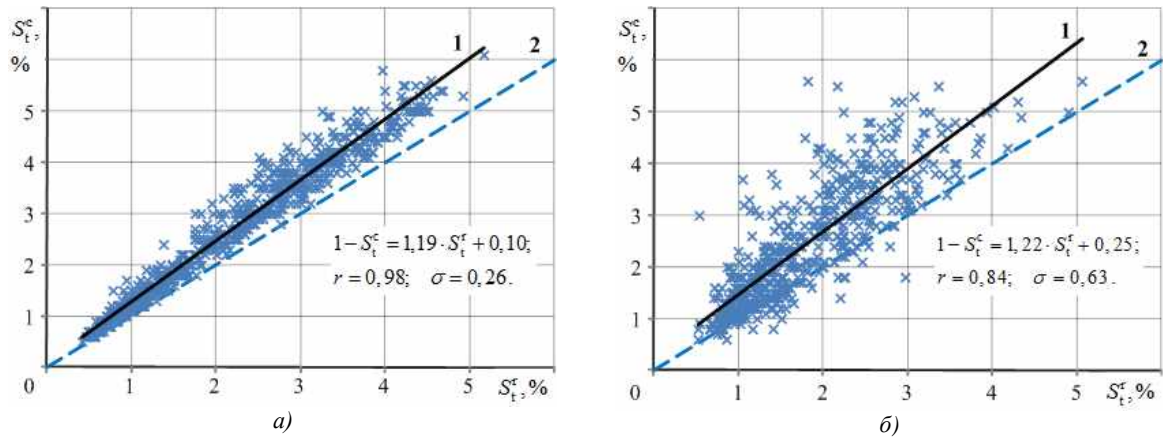 S_t^c, %
1
2
5
4
3
2
1
0
1 − S_t^c = 1,19 · S_t^r + 0,10;
r = 0,98; σ = 0,26.
1 2 3 4 5
S_t^r, %
а)
S_t^c, %
1
2
5
4
3
2
1
0
1 − S_t^c = 1,22 · S_t^r + 0,25;
r = 0,84; σ = 0,63.
1 2 3 4 5
S_t^r, %
б)